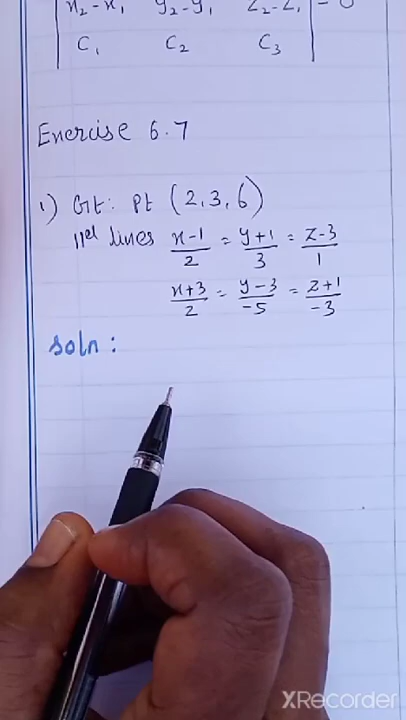 x₂-x₁ y₂-y₁ z₂-z₁ = 0
C₁ C₂ C₃
Exercise 6.7
1) Gt: Pt (2, 3, 6)
11el lines x-1/2 = y+1/3 = z-3/1
x+3/2 = y-3/-5 = z+1/-3
Soln :
XRecorder